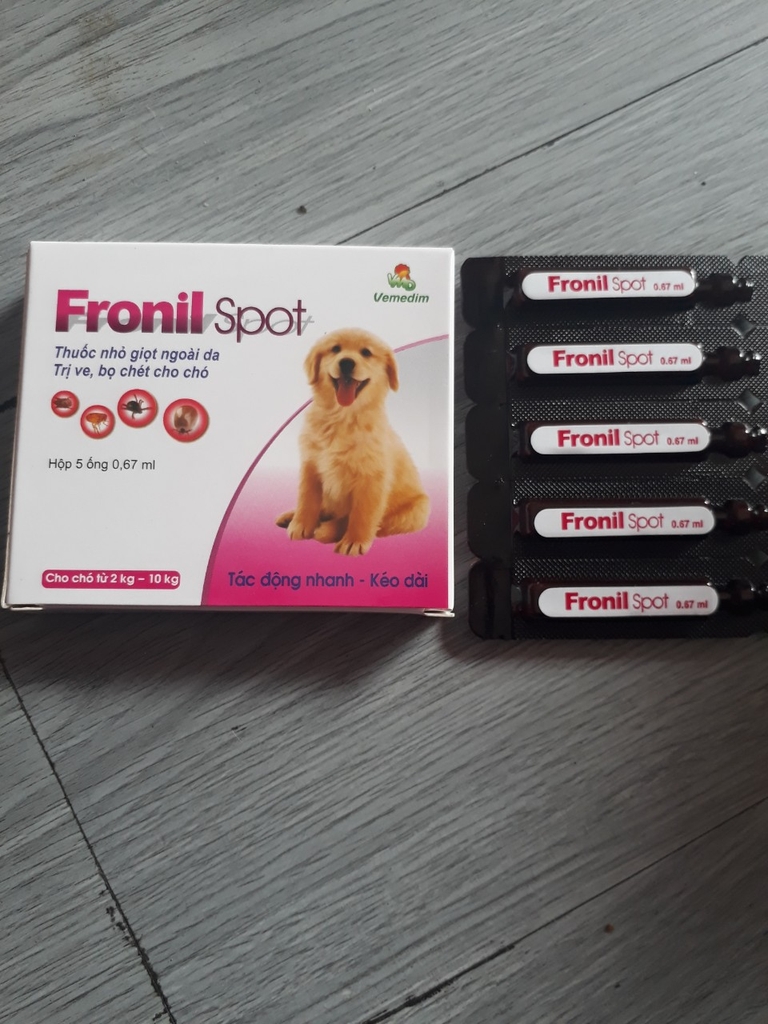 Vemedim
Fronil Spot
Thuốc nhỏ giọt ngoài da
Trị ve, bọ chét cho chó
Hộp 5 ống 0,67 ml
Cho chó từ 2 kg – 10 kg
Tác động nhanh - Kéo dài
Fronil Spot 0.67 ml
Fronil Spot 0.67 ml
Fronil Spot 0.67 ml
Fronil Spot 0.67 ml
Fronil Spot 0.67 ml